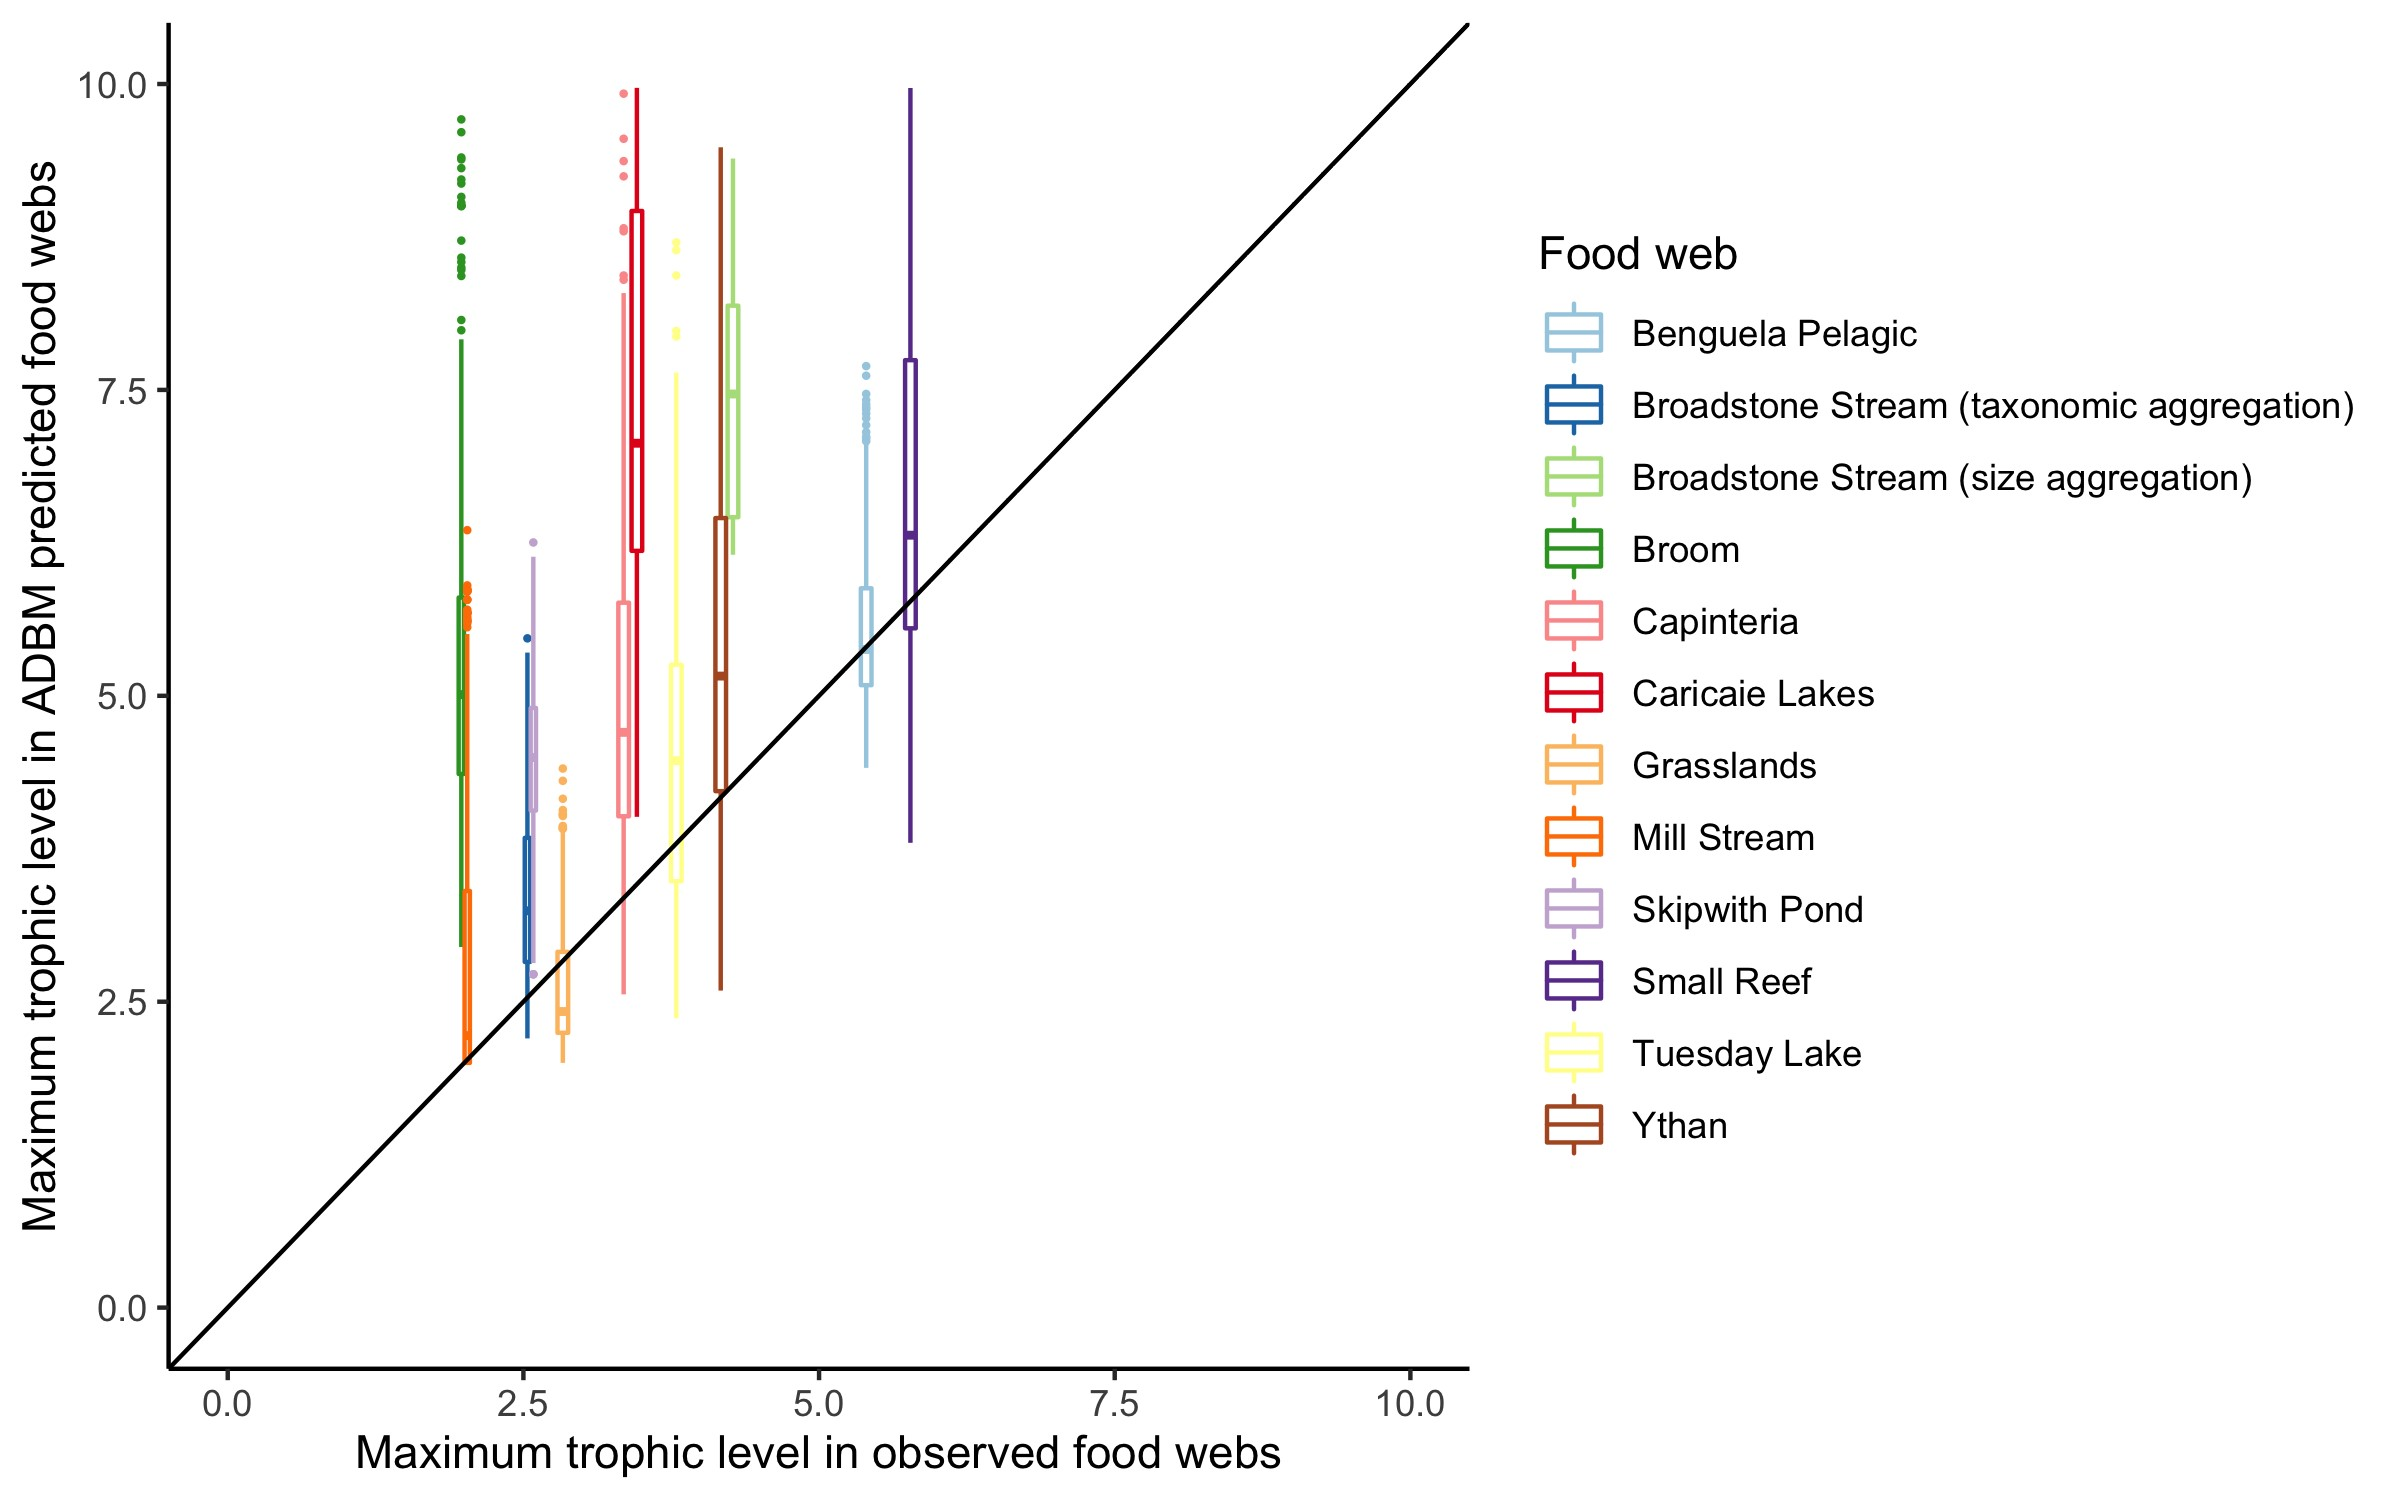 Maximum trophic level in ADBM predicted food webs
10.0
7.5
5.0
2.5
0.0
0.0 2.5 5.0 7.5 10.0
Maximum trophic level in observed food webs
Food web
Benguela Pelagic
Broadstone Stream (taxonomic aggregation)
Broadstone Stream (size aggregation)
Broom
Capinteria
Caricaie Lakes
Grasslands
Mill Stream
Skipwith Pond
Small Reef
Tuesday Lake
Ythan